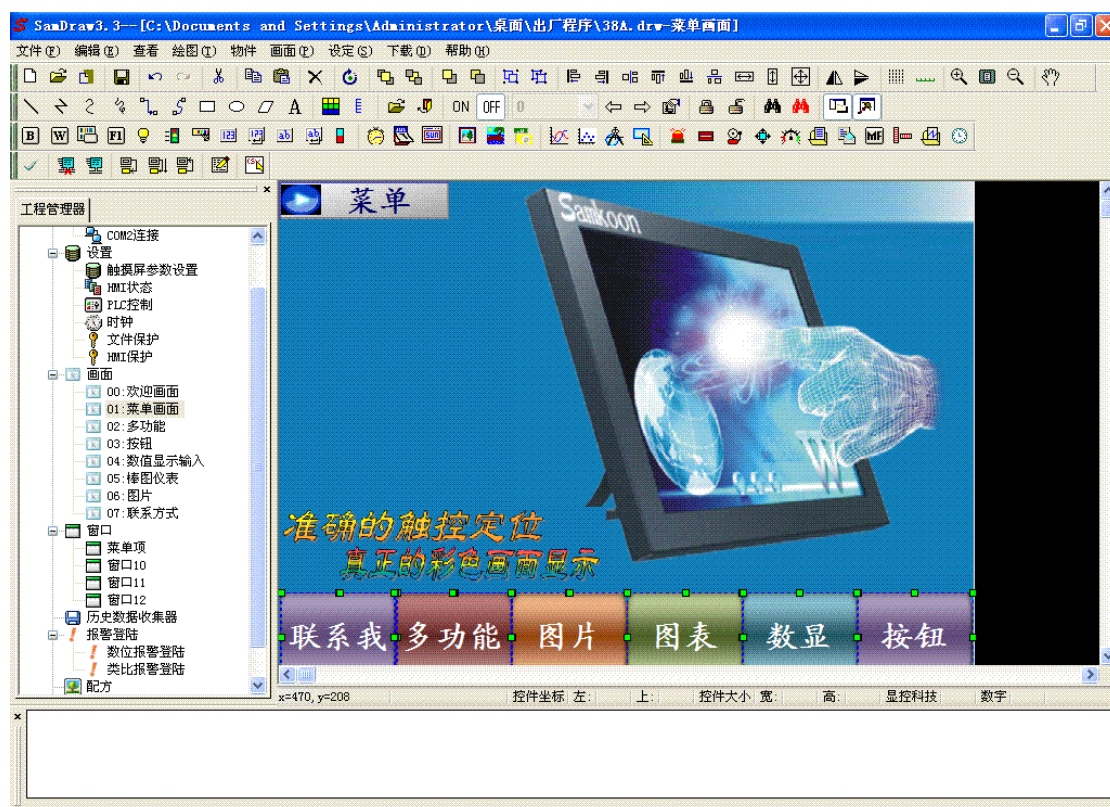 SamDraw3.3--[C:\Documents and Settings\Administrator\桌面\出厂程序\38A.drw-菜单画面]
文件(F) 编辑(E) 查看 绘图(T) 物件 画面(P) 设定(S) 下载(D) 帮助(H)
A ON OFF 0
B W F1 123 123 ab ab Sun MF
工程管理器
COM2连接
设置
触摸屏参数设置
HMI状态
PLC控制
时钟
文件保护
HMI保护
画面
00:欢迎画面
01:菜单画面
02:多功能
03:按钮
04:数值显示输入
05:棒图仪表
06:图片
07:联系方式
窗口
菜单项
窗口10
窗口11
窗口12
历史数据收集器
报警登陆
数位报警登陆
类比报警登陆
配方
菜单
Samkoon
W
准确的触控定位
真正的彩色画面显示
联系我 多功能 图片 图表 数显 按钮
x=470, y=208 控件坐标 左: 上: 控件大小 宽: 高: 显控科技 数字